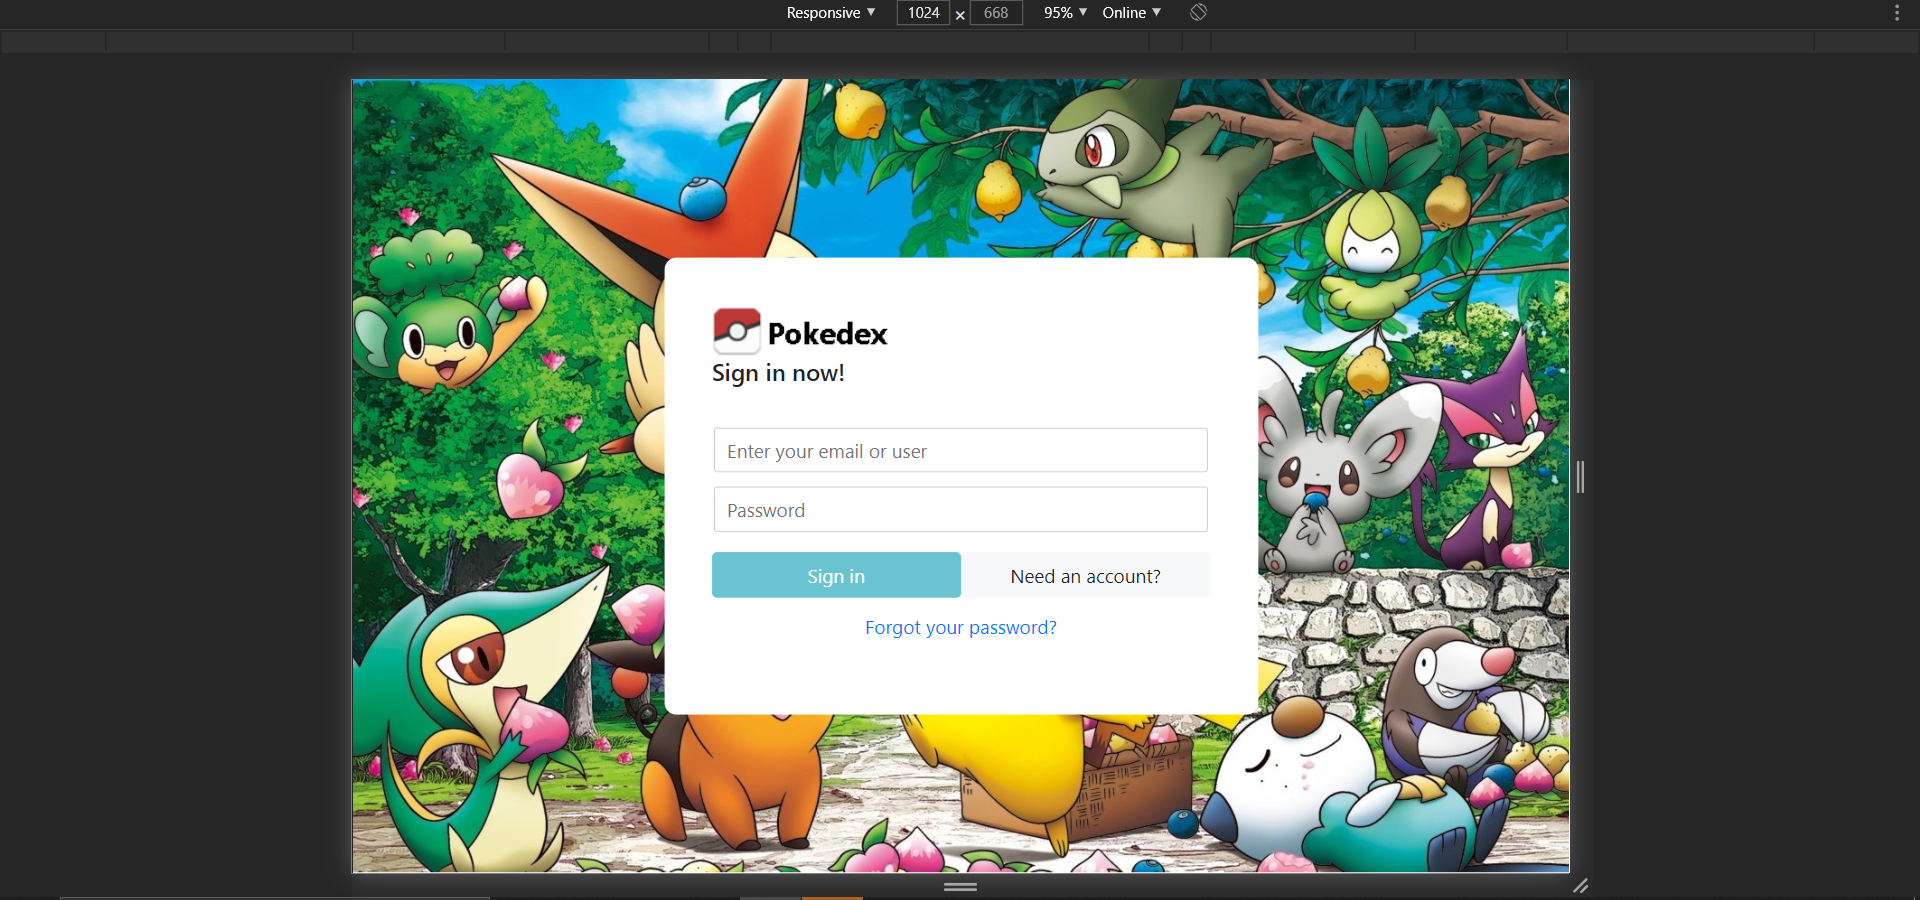 Responsive ▼ 1024 × 668 95% ▼ Online ▼
Pokedex
Sign in now!
Enter your email or user
Password
Sign in Need an account?
Forgot your password?